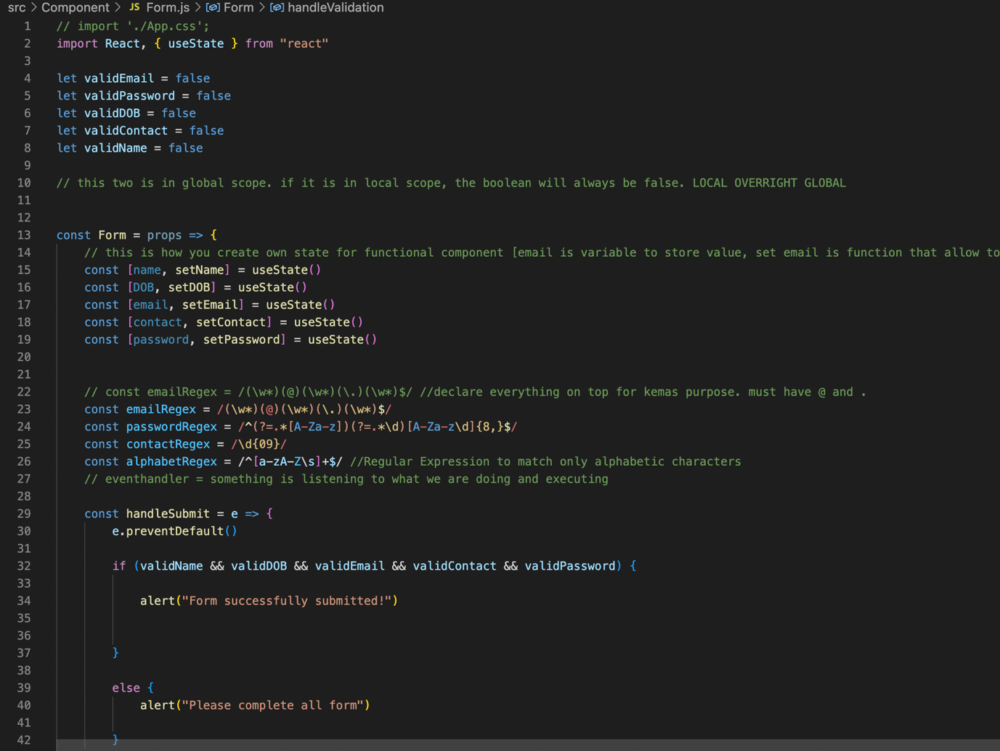 src > Component > JS Form.js > Form > handleValidation
1 // import './App.css';
2 import React, { useState } from "react"
3
4 let validEmail = false
5 let validPassword = false
6 let validDOB = false
7 let validContact = false
8 let validName = false
9
10 // this two is in global scope. if it is in local scope, the boolean will always be false. LOCAL OVERRIGHT GLOBAL
11
12
13 const Form = props => {
14 // this is how you create own state for functional component [email is variable to store value, set email is function that allow to
15 const [name, setName] = useState()
16 const [DOB, setDOB] = useState()
17 const [email, setEmail] = useState()
18 const [contact, setContact] = useState()
19 const [password, setPassword] = useState()
20
21
22 // const emailRegex = /(\w*)(@)(\w*)(\.)(\w*)$/ //declare everything on top for kemas purpose. must have @ and .
23 const emailRegex = /(\w*)(@)(\w*)(\.)(\w*)$/
24 const passwordRegex = /^(?=.*[A-Za-z])(?=.*\d)[A-Za-z\d]{8,}$/
25 const contactRegex = /\d{09}/
26 const alphabetRegex = /^[a-zA-Z\s]+$/ //Regular Expression to match only alphabetic characters
27 // eventhandler = something is listening to what we are doing and executing
28
29 const handleSubmit = e => {
30 e.preventDefault()
31
32 if (validName && validDOB && validEmail && validContact && validPassword) {
33
34 alert("Form successfully submitted!")
35
36
37 }
38
39 else {
40 alert("Please complete all form")
41
42 }